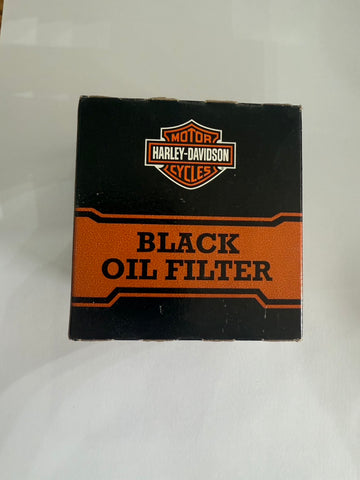 MOTOR
HARLEY-DAVIDSON
CYCLES
BLACK
OIL FILTER